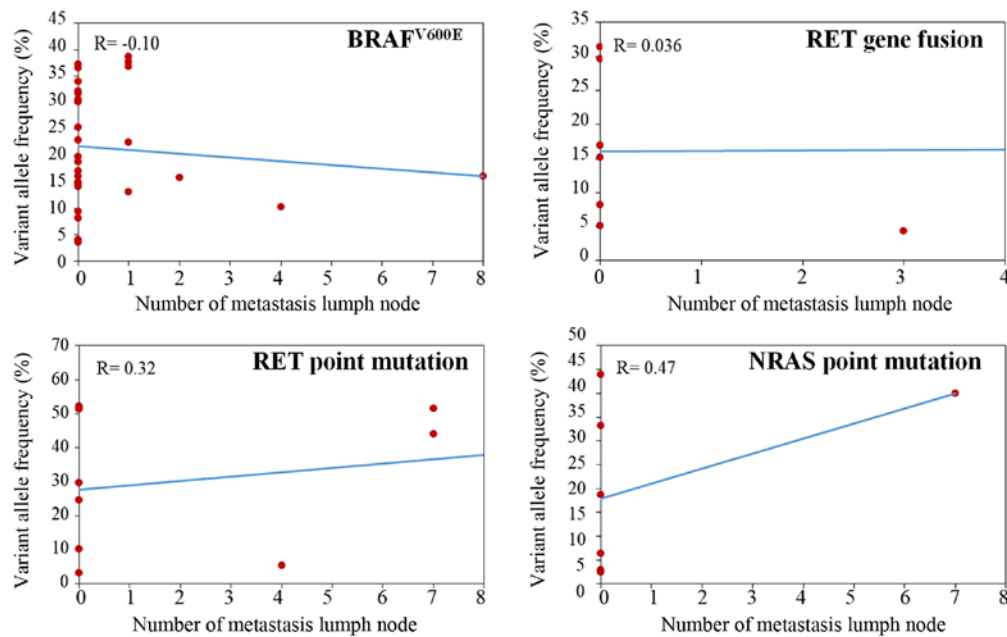 BRAF^V600E
R= -0.10
Variant allele frequency (%)
45
40
35
30
25
20
15
10
5
0
0 1 2 3 4 5 6 7 8
Number of metastasis lumph node
RET gene fusion
R= 0.036
Variant allele frequency (%)
35
30
25
20
15
10
5
0
0 1 2 3 4
Number of metastasis lumph node
RET point mutation
R= 0.32
Variant allele frequency (%)
70
60
50
40
30
20
10
0
0 1 2 3 4 5 6 7 8
Number of metastasis lumph node
NRAS point mutation
R= 0.47
Variant allele frequency (%)
50
45
40
35
30
25
20
15
10
5
0
0 1 2 3 4 5 6 7 8
Number of metastasis lumph node